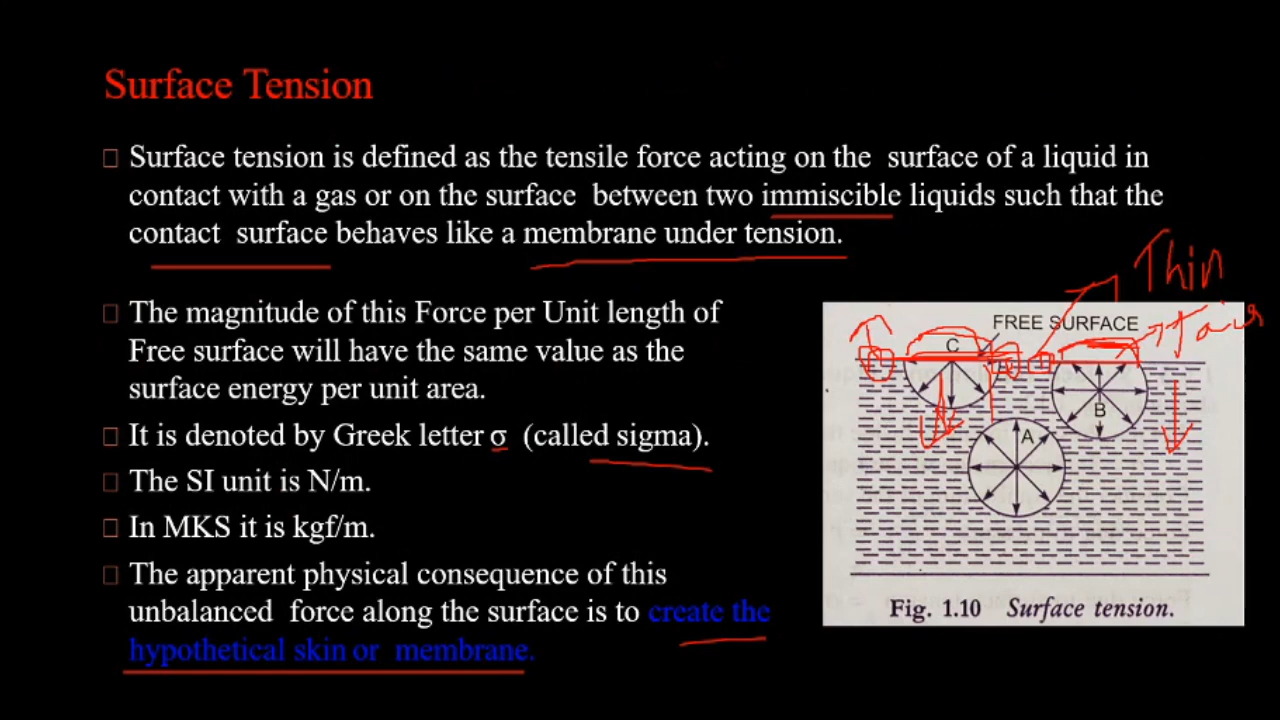 Surface Tension
Surface tension is defined as the tensile force acting on the surface of a liquid in
contact with a gas or on the surface between two immiscible liquids such that the
contact surface behaves like a membrane under tension.
The magnitude of this Force per Unit length of
Free surface will have the same value as the
surface energy per unit area.
It is denoted by Greek letter σ (called sigma).
The SI unit is N/m.
In MKS it is kgf/m.
The apparent physical consequence of this
unbalanced force along the surface is to create the
hypothetical skin or membrane.
Thin
FREE SURFACE
C
B
A
Fig. 1.10 Surface tension.